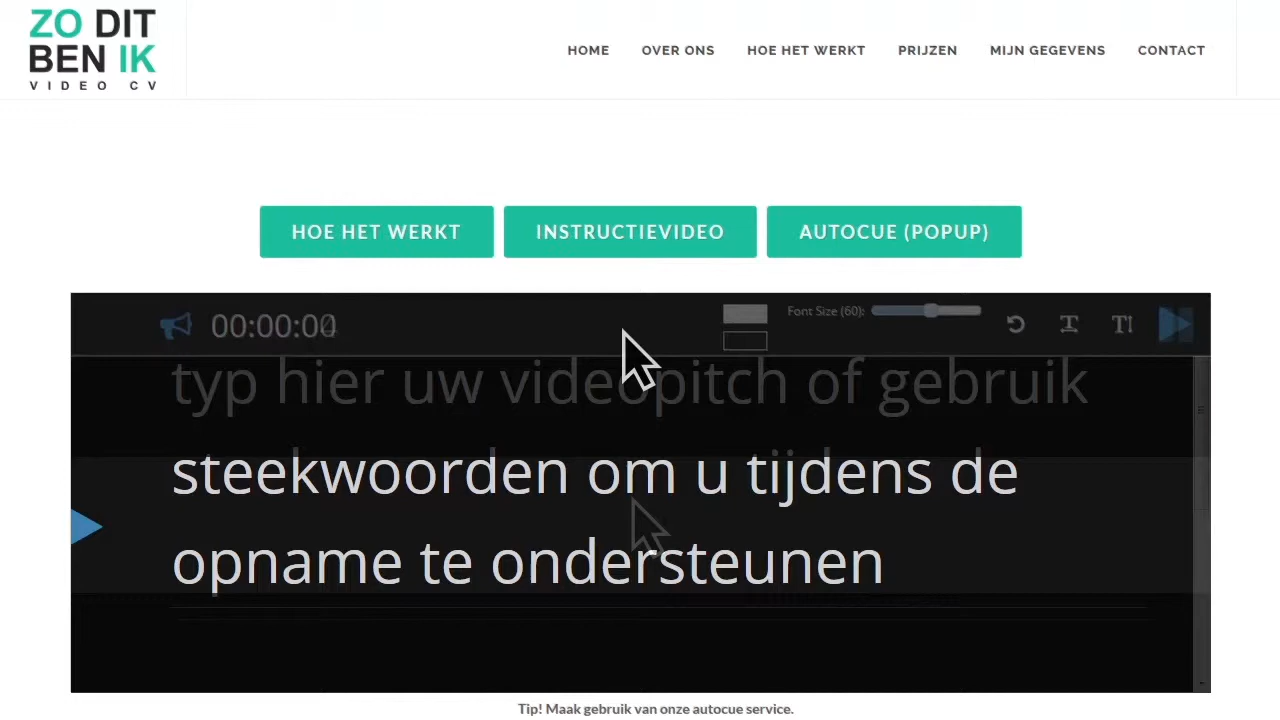 ZO DIT
BEN IK
VIDEO CV
HOME OVER ONS HOE HET WERKT PRIJZEN MIJN GEGEVENS CONTACT
HOE HET WERKT INSTRUCTIEVIDEO AUTOCUE (POPUP)
00:00:04 Font Size (60):
typ hier uw videopitch of gebruik
steekwoorden om u tijdens de
opname te ondersteunen
Tip! Maak gebruik van onze autocue service.